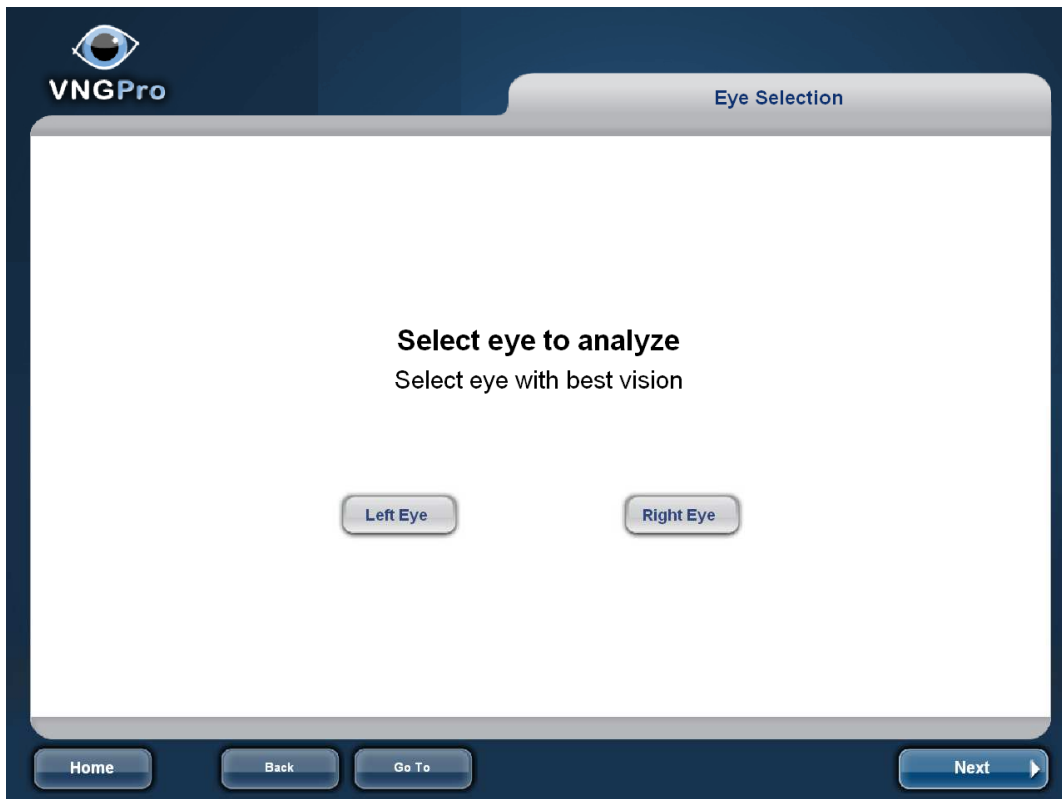 VNGPro
Eye Selection
Select eye to analyze
Select eye with best vision
Left Eye
Right Eye
Home
Back
Go To
Next